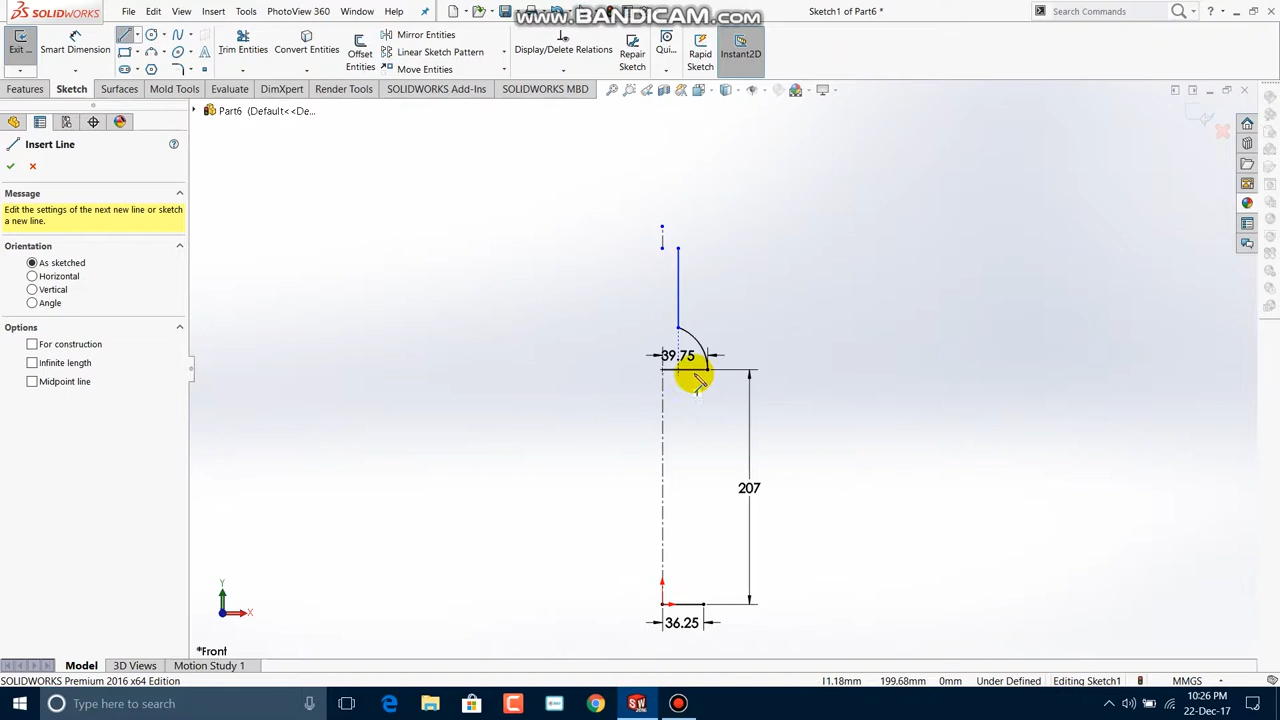 SOLIDWORKS
File
Edit
View
Insert
Tools
PhotoView 360
Window
Help
www.BANDICAM.com
Sketch1 of Part6 *
Search Commands
Exit ...
Smart Dimension
Trim Entities
Convert Entities
Offset Entities
Mirror Entities
Linear Sketch Pattern
Move Entities
Display/Delete Relations
Repair Sketch
Qui...
Rapid Sketch
Instant2D
Features
Sketch
Surfaces
Mold Tools
Evaluate
DimXpert
Render Tools
SOLIDWORKS Add-Ins
SOLIDWORKS MBD
Part6 (Default<<De...
Insert Line
Message
Edit the settings of the next new line or sketch
a new line.
Orientation
As sketched
Horizontal
Vertical
Angle
Options
For construction
Infinite length
Midpoint line
39.75
207
36.25
Y
X
*Front
Model
3D Views
Motion Study 1
SOLIDWORKS Premium 2016 x64 Edition
11.18mm
199.68mm
0mm
Under Defined
Editing Sketch1
MMGS
Type here to search
10:26 PM
22-Dec-17